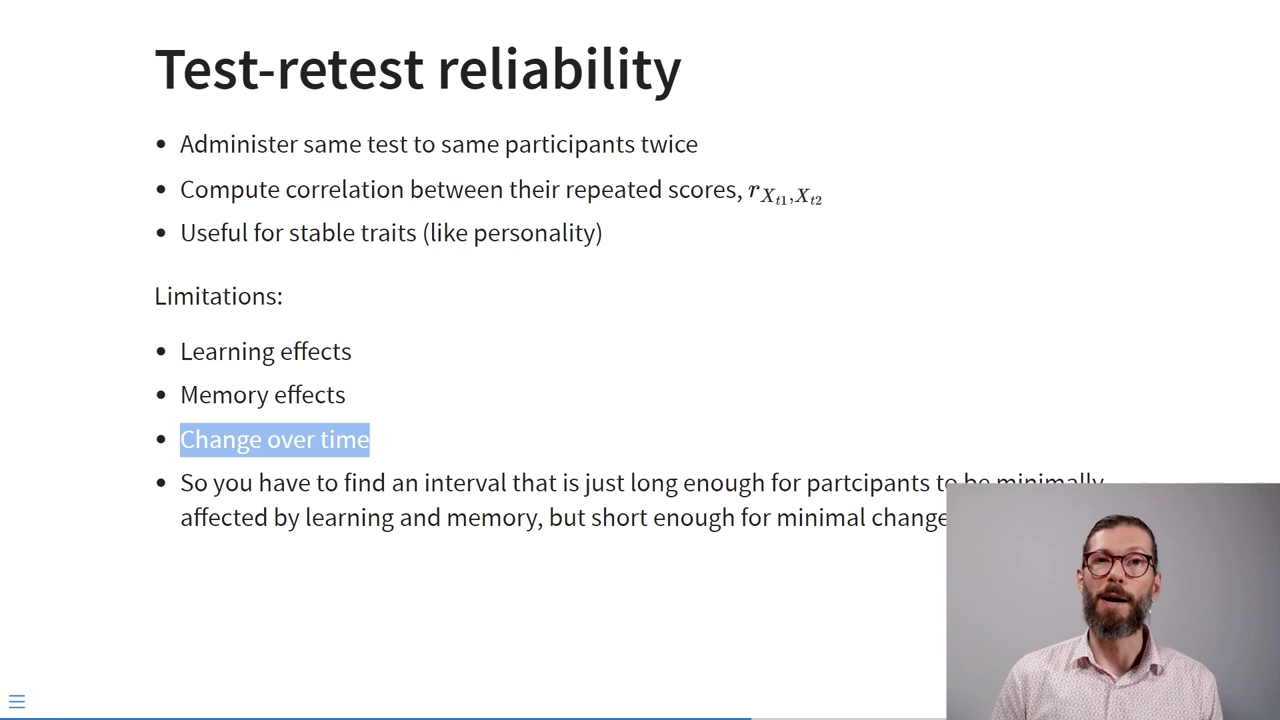 Test-retest reliability
• Administer same test to same participants twice
• Compute correlation between their repeated scores, r_{X_{t1},X_{t2}}
• Useful for stable traits (like personality)
Limitations:
• Learning effects
• Memory effects
• Change over time
• So you have to find an interval that is just long enough for partcipants to be minimally
affected by learning and memory, but short enough for minimal change